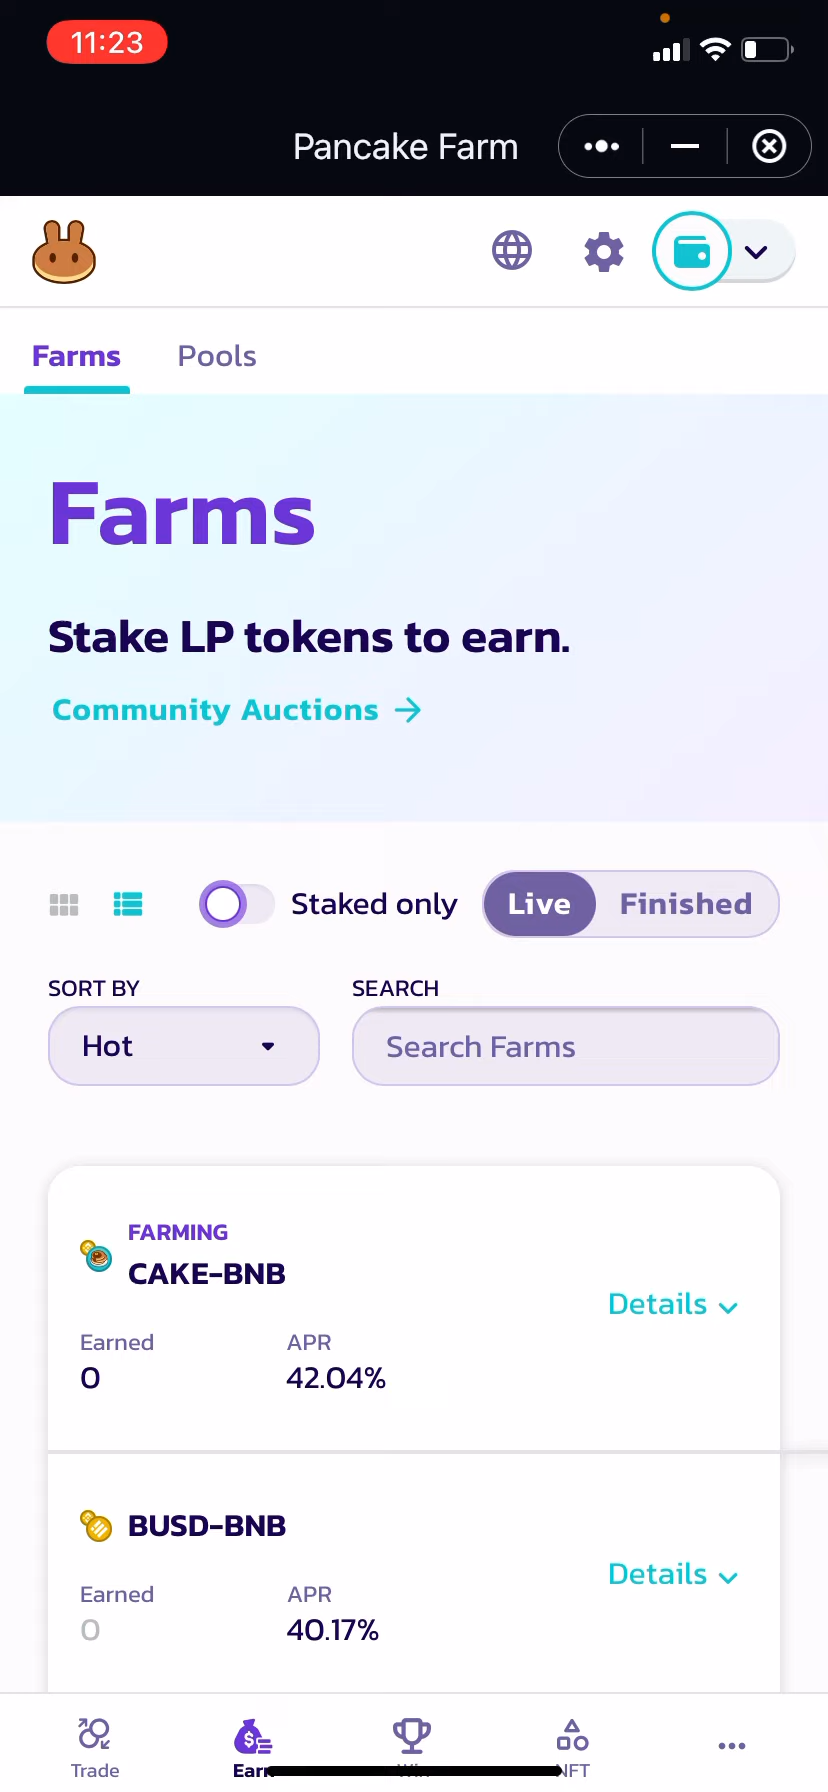 11:23
Pancake Farm
Farms Pools
Farms
Stake LP tokens to earn.
Community Auctions
Staked only Live Finished
SORT BY SEARCH
Hot Search Farms
FARMING
CAKE-BNB
Details
Earned APR
0 42.04%
BUSD-BNB
Details
Earned APR
0 40.17%
Trade Earn NFT